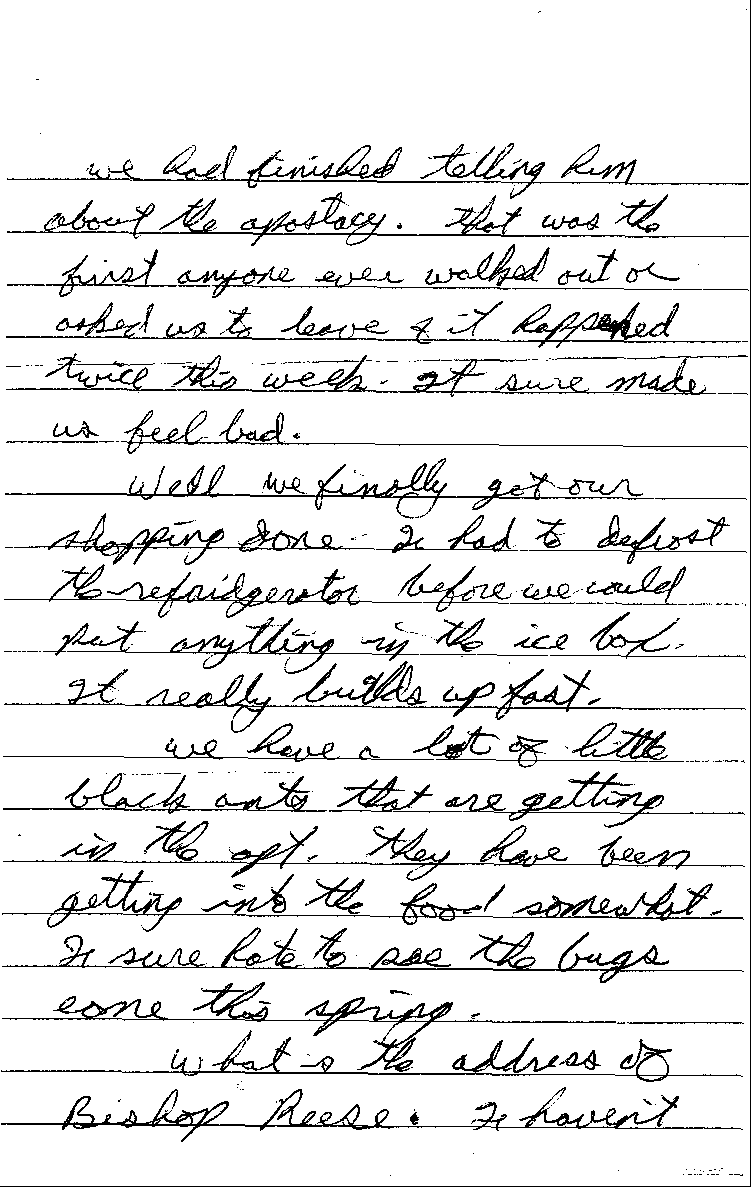 we had finished telling him
about the apostacy. That was the
first anyone ever walked out or
asked us to leave & it happened
twice this week. It sure made
us feel bad.
Well we finally got our
shopping done. I had to defrost
the refridgerator before we could
put anything in the ice box.
It really builds up fast.
we have a lot of little
black ants that are getting
in the apt. They have been
getting into the food somewhat.
I sure hate to see the bugs
come this spring.
What's the address of
Bishop Reese. I haven't